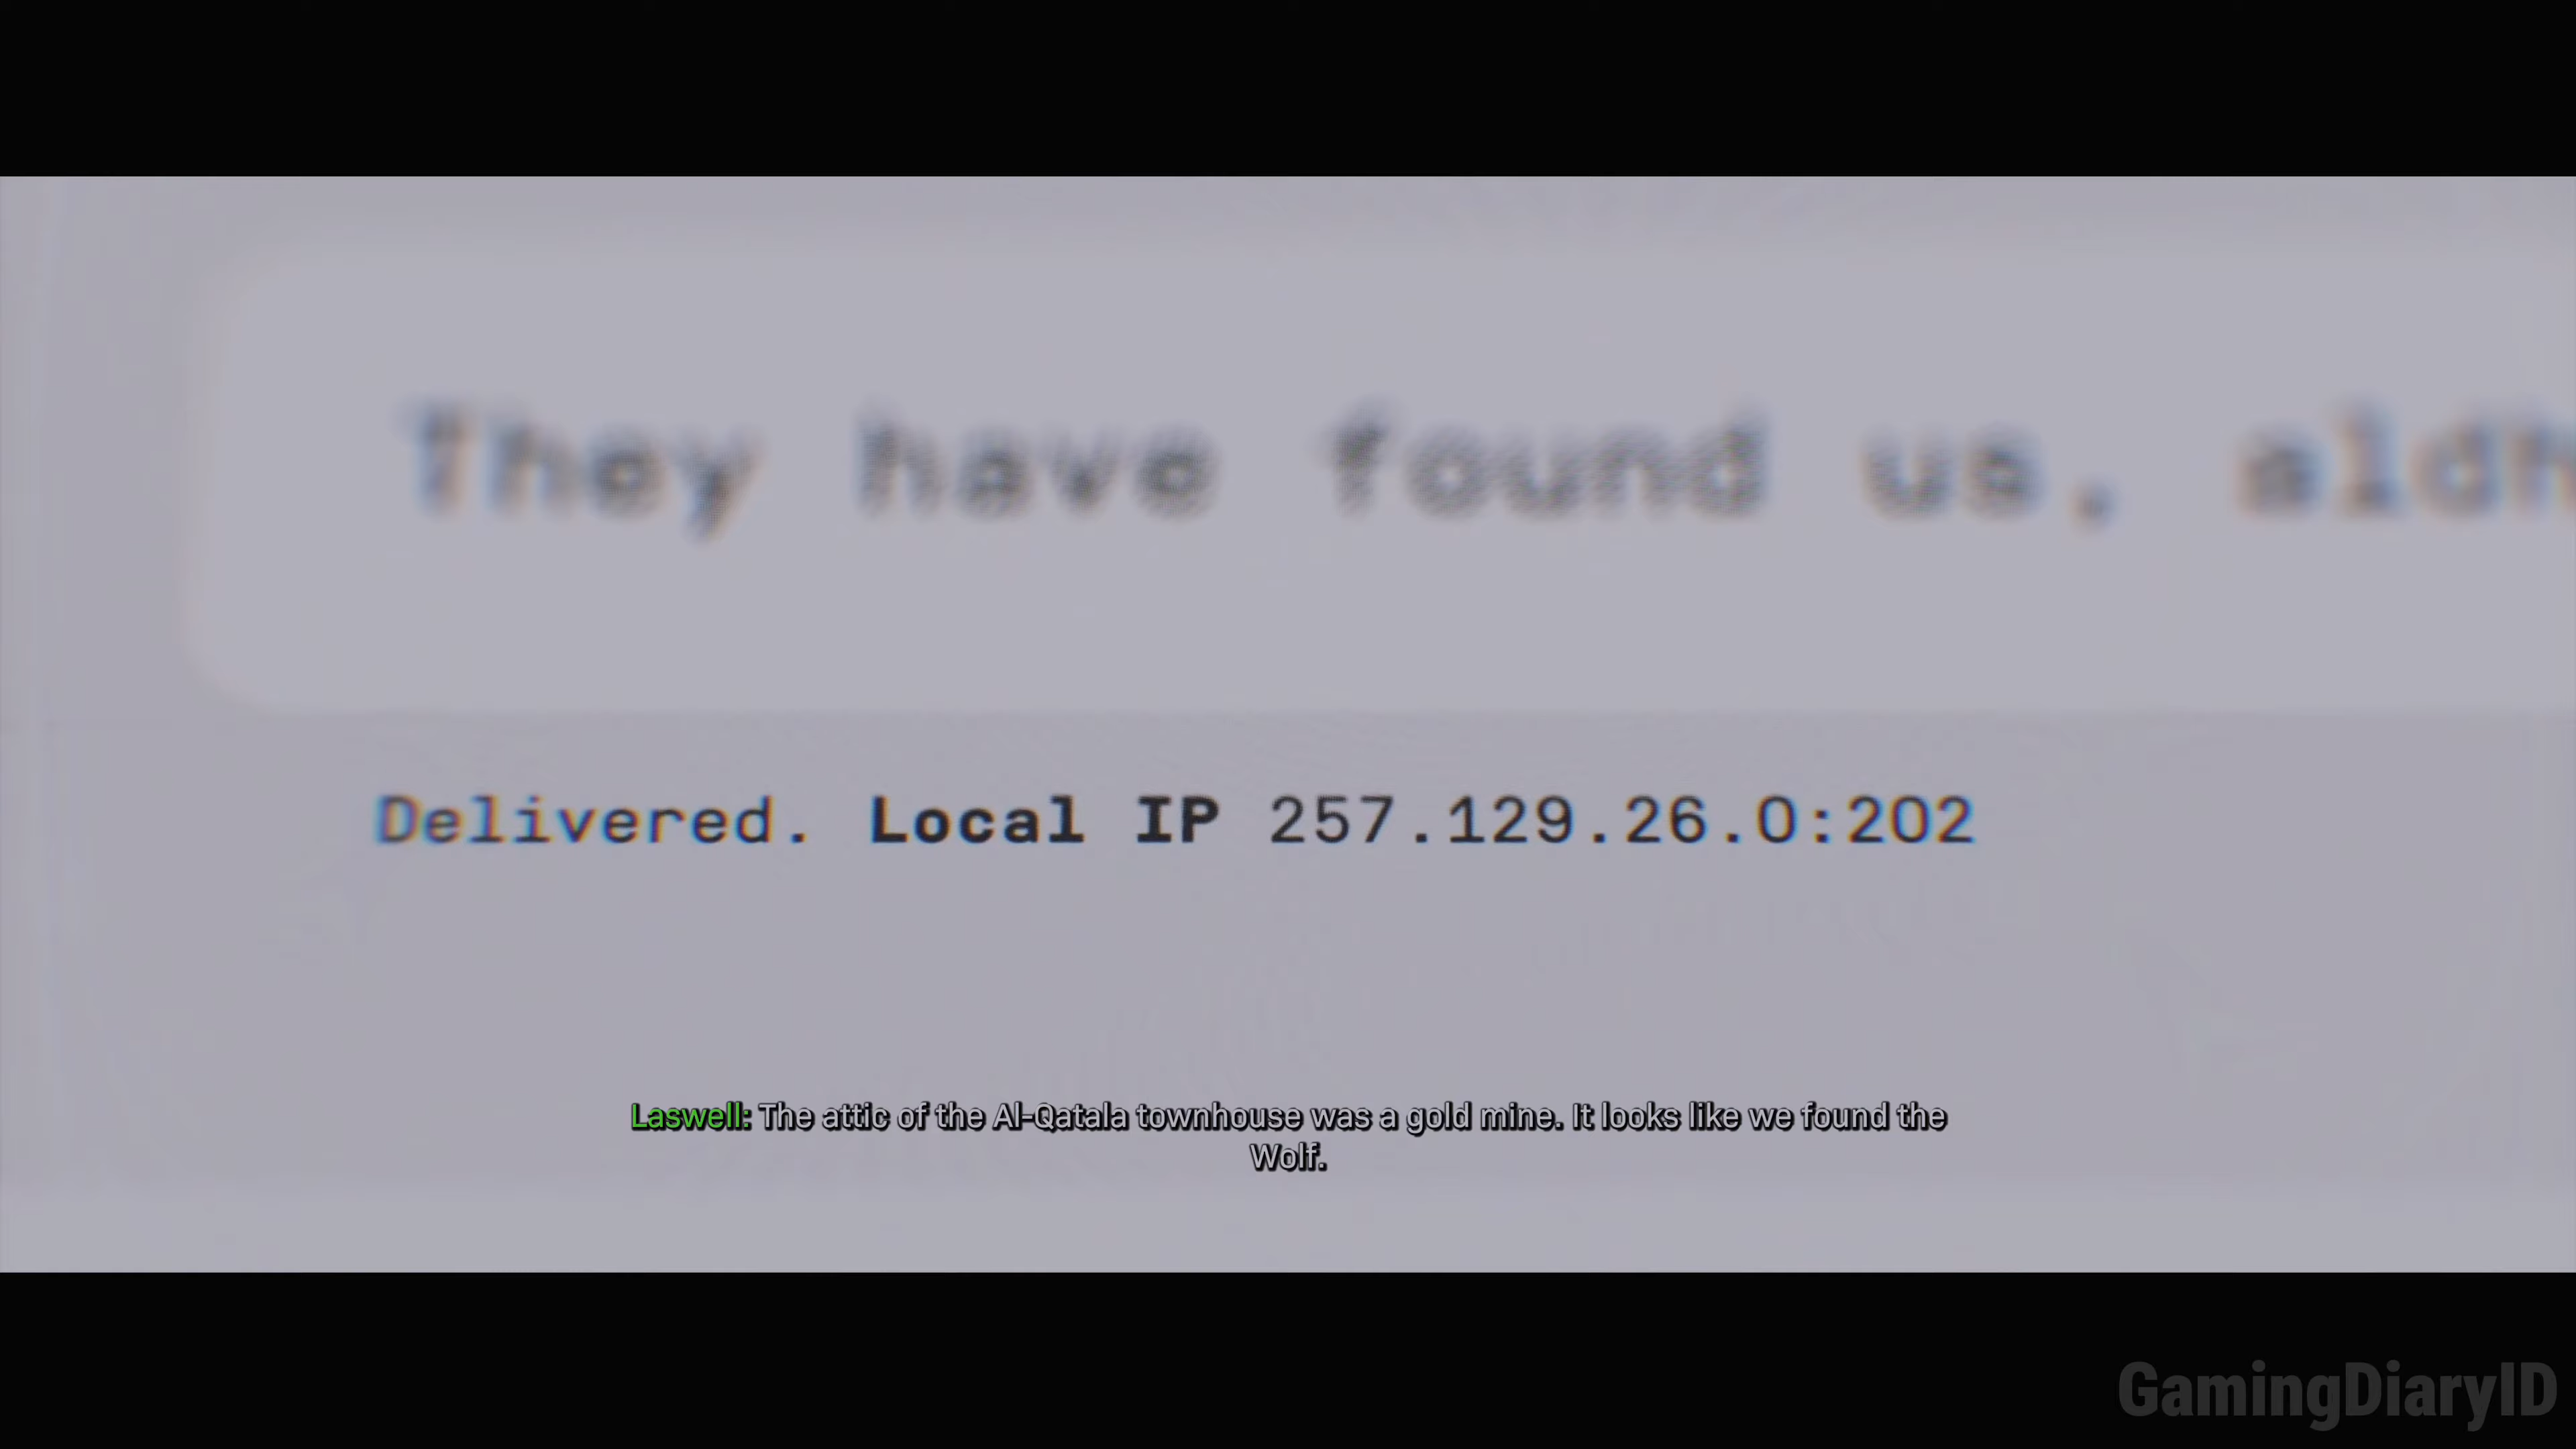 They have found us, aldh
Delivered. Local IP 257.129.26.0:202
Laswell: The attic of the Al-Qatala townhouse was a gold mine. It looks like we found the
Wolf.
GamingDiaryID